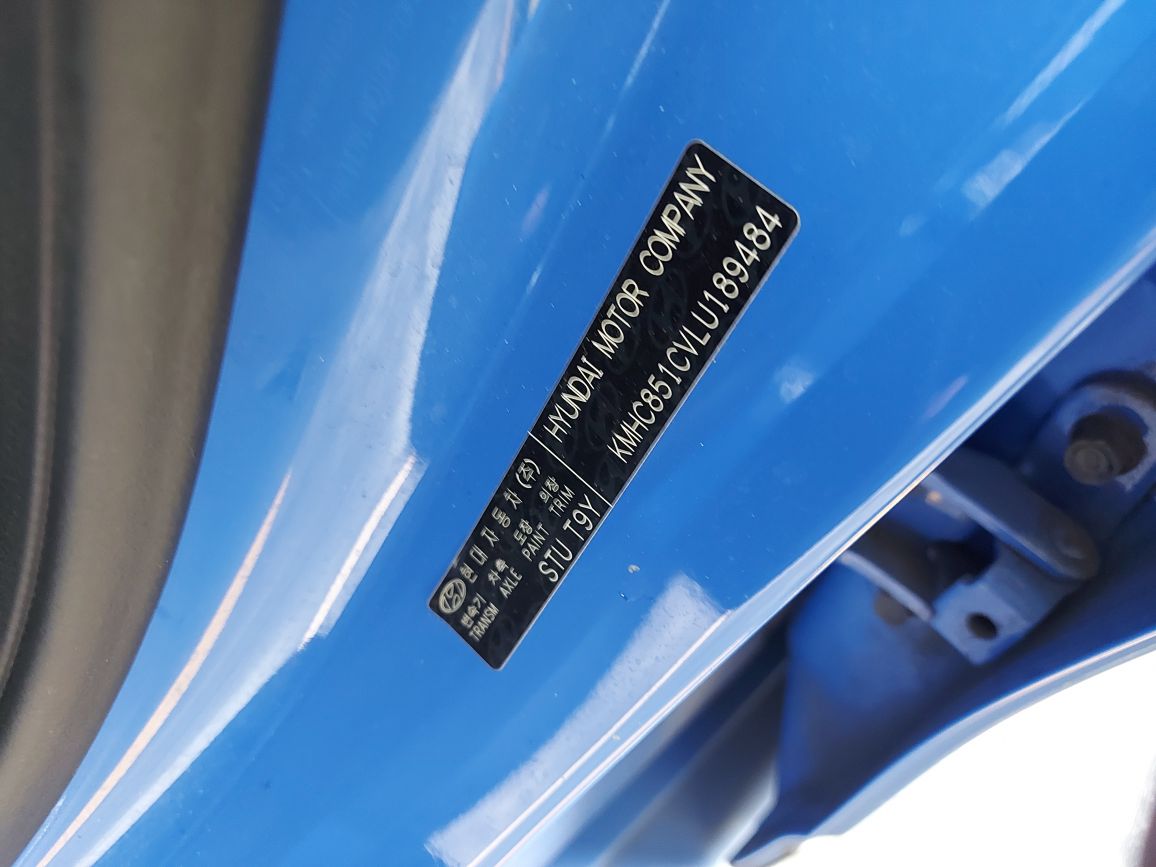 현대자동차(주)
HYUNDAI MOTOR COMPANY
변속기 차축 도장 의장
TRANSM AXLE PAINT TRIM
KMHC851CVLU189484
STU T9Y